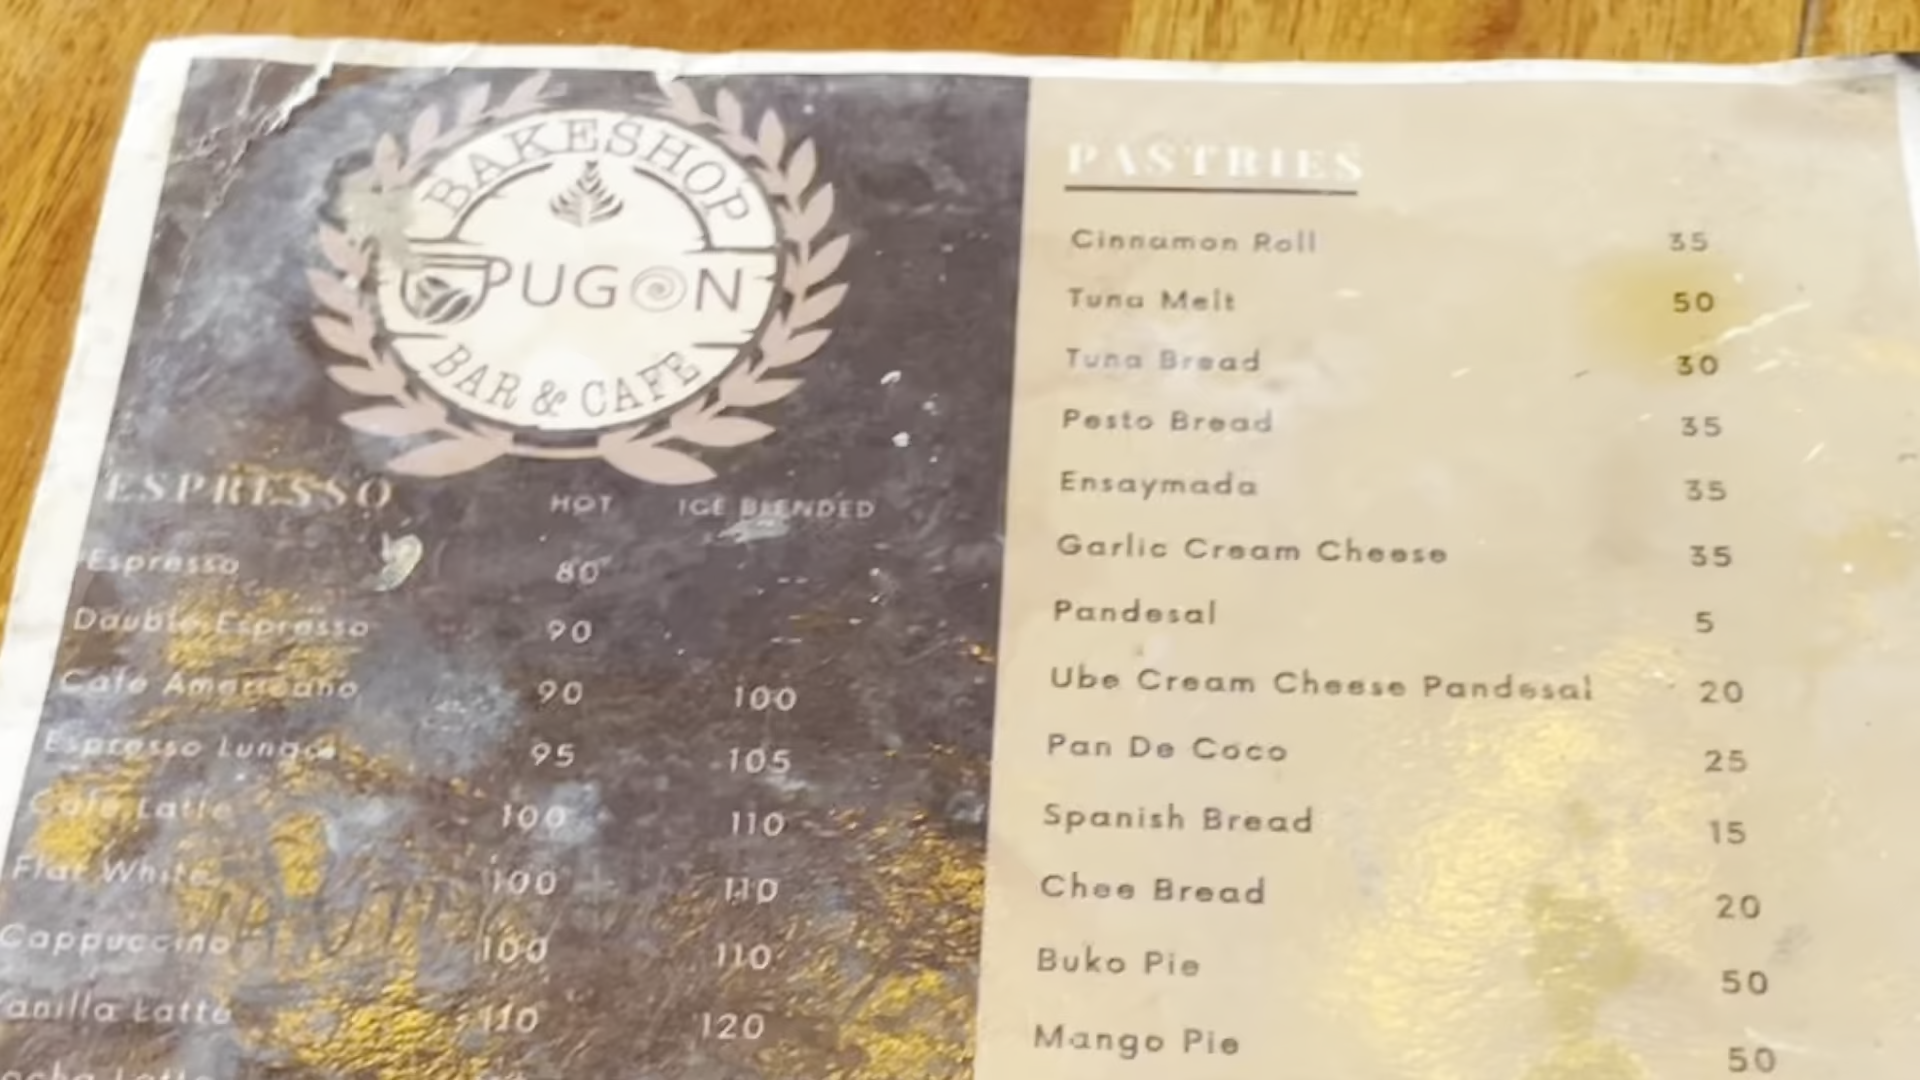 BAKESHOP
PUGON
BAR & CAFE
ESPRESSO HOT ICE BLENDED
Espresso 80 --
Double Espresso 90 --
Cafe Americano 90 100
Espresso Lungo 95 105
Cafe Latte 100 110
Flat White 100 110
Cappuccino 100 110
anilla Latte 110 120
ocha Latte
PASTRIES
Cinnamon Roll 35
Tuna Melt 50
Tuna Bread 30
Pesto Bread 35
Ensaymada 35
Garlic Cream Cheese 35
Pandesal 5
Ube Cream Cheese Pandesal 20
Pan De Coco 25
Spanish Bread 15
Chee Bread 20
Buko Pie 50
Mango Pie 50